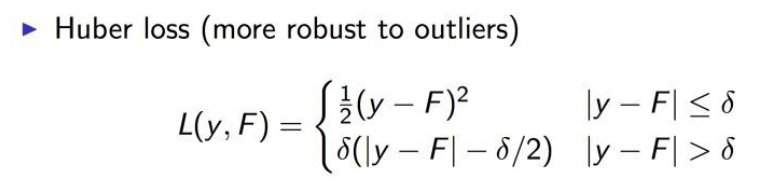 ▶ Huber loss (more robust to outliers)
L(y, F) = { ½(y − F)² |y − F| ≤ δ
δ(|y − F| − δ/2) |y − F| > δ